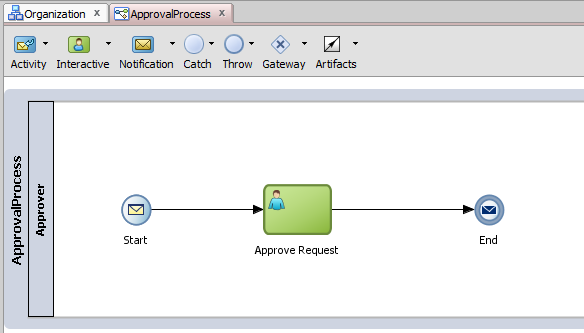 Organization x
ApprovalProcess x
Activity Interactive Notification Catch Throw Gateway Artifacts
ApprovalProcess
Approver
Start
Approve Request
End